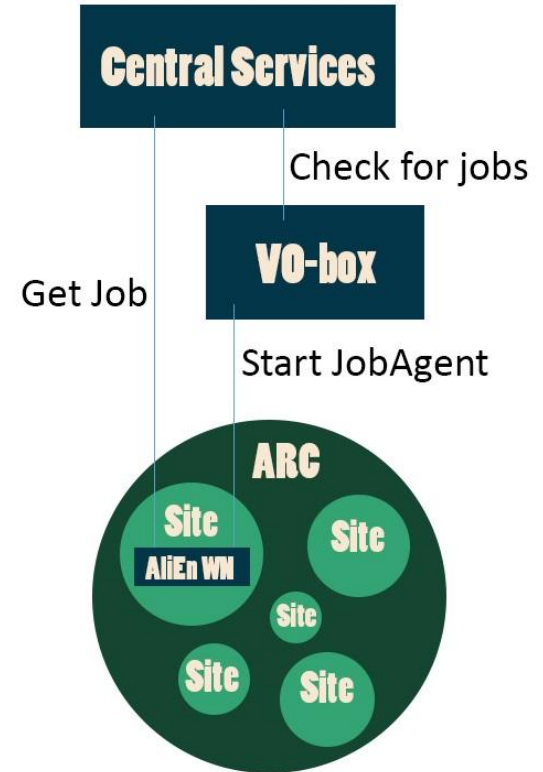 Central Services
Check for jobs
VO-box
Get Job
Start JobAgent
ARC
Site
Site
AliEn WN
Site
Site
Site